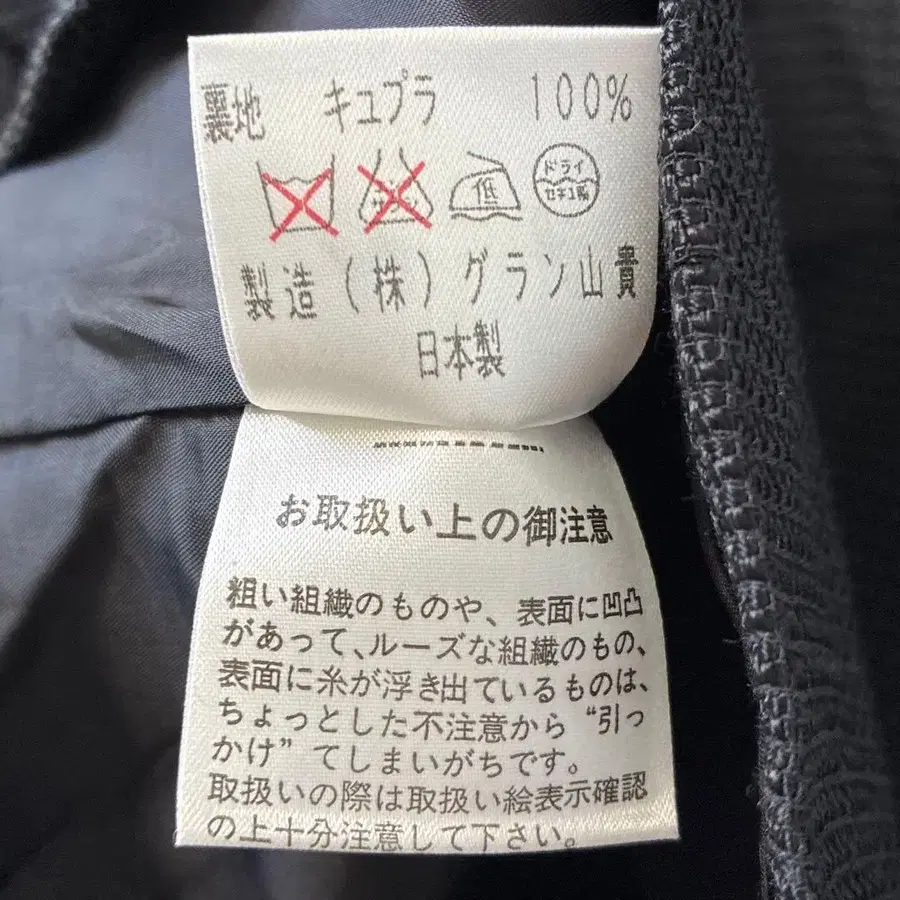 裏地 キュプラ 100%
低 ドライ
セキユ系
製造(株)グラン山貴
日本製
お取扱い上の御注意
粗い組織のものや、表面に凹凸
があって、ルーズな組織のもの、
表面に糸が浮き出ているものは、
ちょっとした不注意から“引っ
かけ”てしまいがちです。
取扱いの際は取扱い絵表示確認
の上十分注意して下さい。